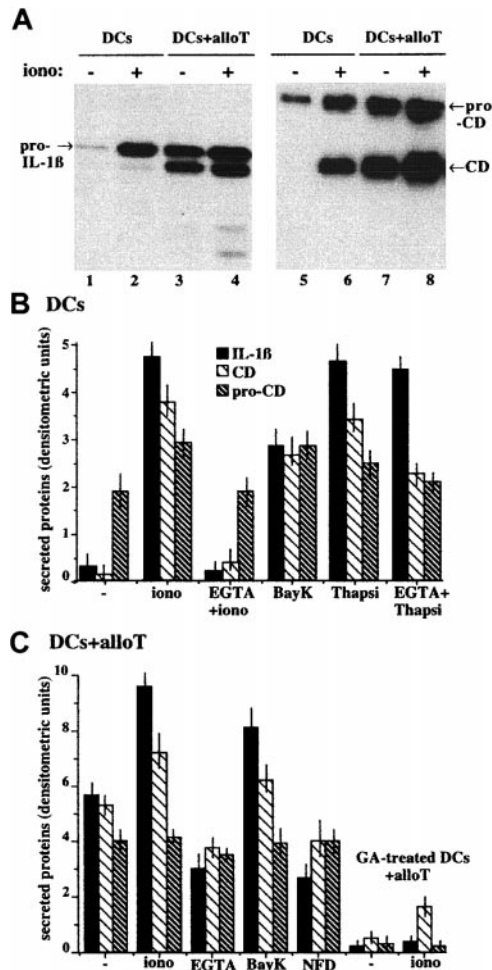 A
DCs DCs+alloT DCs DCs+alloT
iono: - + - + - + - +
pro-→
IL-1ß
←pro
-CD
←CD
1 2 3 4 5 6 7 8
B DCs
secreted proteins (densitometric units)
5
4
3
2
1
0
IL-1ß
CD
pro-CD
- iono EGTA BayK Thapsi EGTA+
+iono Thapsi
C DCs+alloT
secreted proteins (densitometric units)
10
8
6
4
2
0
GA-treated DCs
+alloT
- iono EGTA BayK NFD - iono